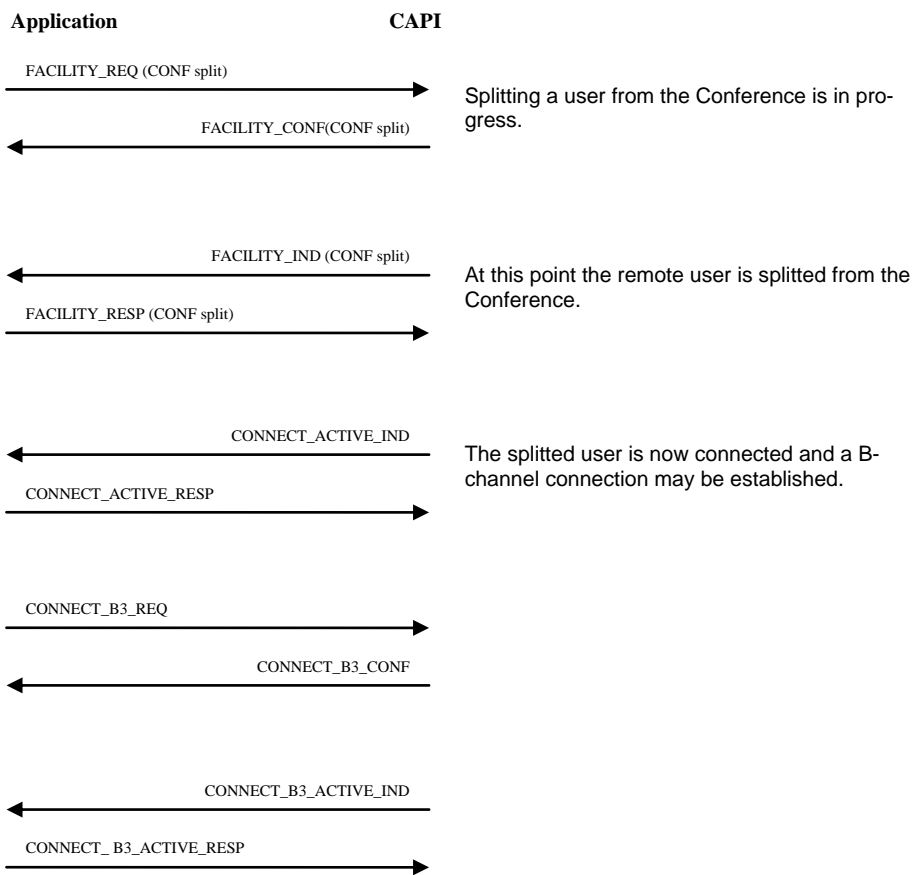 Application CAPI
FACILITY_REQ (CONF split)
Splitting a user from the Conference is in pro-
gress.
FACILITY_CONF(CONF split)
FACILITY_IND (CONF split)
At this point the remote user is splitted from the
Conference.
FACILITY_RESP (CONF split)
CONNECT_ACTIVE_IND
The splitted user is now connected and a B-
channel connection may be established.
CONNECT_ACTIVE_RESP
CONNECT_B3_REQ
CONNECT_B3_CONF
CONNECT_B3_ACTIVE_IND
CONNECT_ B3_ACTIVE_RESP